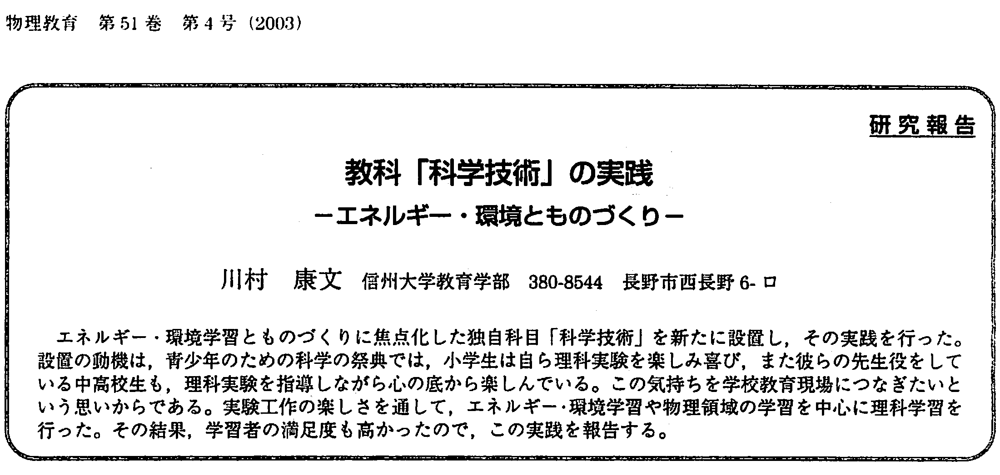 物理教育　第51巻　第4号（2003）
研究報告
教科「科学技術」の実践
－エネルギー・環境とものづくり－
川村　康文　信州大学教育学部　380-8544　長野市西長野6-ロ
エネルギー・環境学習とものづくりに焦点化した独自科目「科学技術」を新たに設置し，その実践を行った。
設置の動機は，青少年のための科学の祭典では，小学生は自ら理科実験を楽しみ喜び，また彼らの先生役をして
いる中高校生も，理科実験を指導しながら心の底から楽しんでいる。この気持ちを学校教育現場につなぎたいと
いう思いからである。実験工作の楽しさを通して，エネルギー・環境学習や物理領域の学習を中心に理科学習を
行った。その結果，学習者の満足度も高かったので，この実践を報告する。